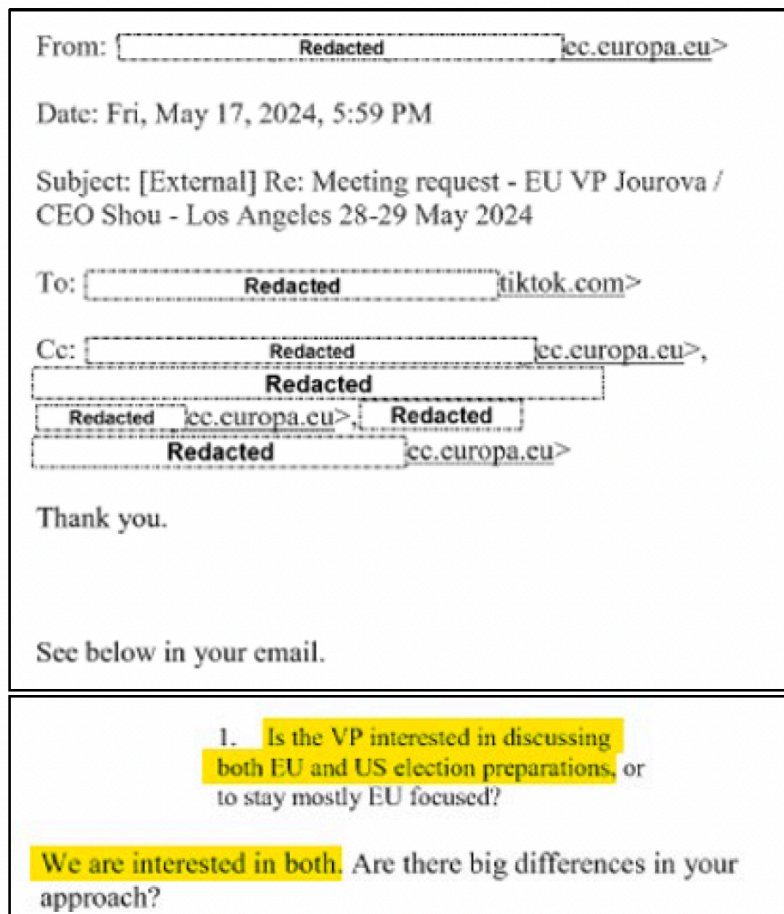 From: Redacted ec.europa.eu>
Date: Fri, May 17, 2024, 5:59 PM
Subject: [External] Re: Meeting request - EU VP Jourova /
CEO Shou - Los Angeles 28-29 May 2024
To: Redacted tiktok.com>
Cc: Redacted ec.europa.eu>,
Redacted
Redacted ec.europa.eu>, Redacted
Redacted ec.europa.eu>
Thank you.
See below in your email.
1. Is the VP interested in discussing
both EU and US election preparations, or
to stay mostly EU focused?
We are interested in both. Are there big differences in your
approach?